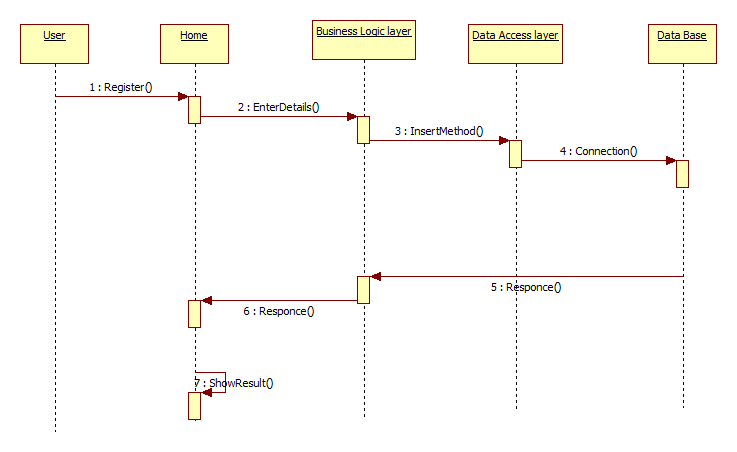 User
Home
Business Logic layer
Data Access layer
Data Base
1 : Register()
2 : EnterDetails()
3 : InsertMethod()
4 : Connection()
5 : Responce()
6 : Responce()
7 : ShowResult()